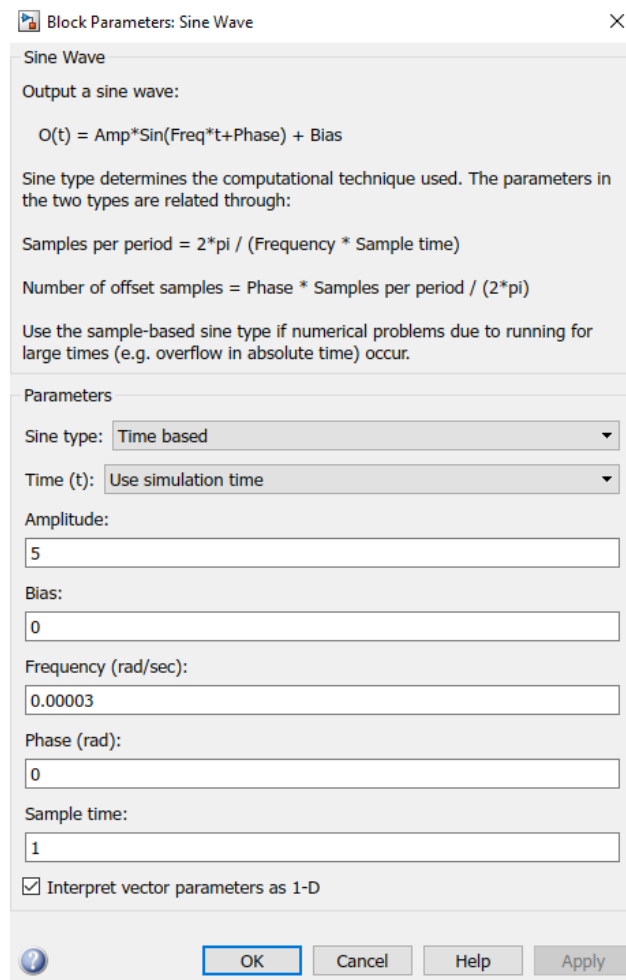 Block Parameters: Sine Wave
Sine Wave
Output a sine wave:
O(t) = Amp*Sin(Freq*t+Phase) + Bias
Sine type determines the computational technique used. The parameters in
the two types are related through:
Samples per period = 2*pi / (Frequency * Sample time)
Number of offset samples = Phase * Samples per period / (2*pi)
Use the sample-based sine type if numerical problems due to running for
large times (e.g. overflow in absolute time) occur.
Parameters
Sine type: Time based
Time (t): Use simulation time
Amplitude:
5
Bias:
0
Frequency (rad/sec):
0.00003
Phase (rad):
0
Sample time:
1
Interpret vector parameters as 1-D
? OK Cancel Help Apply